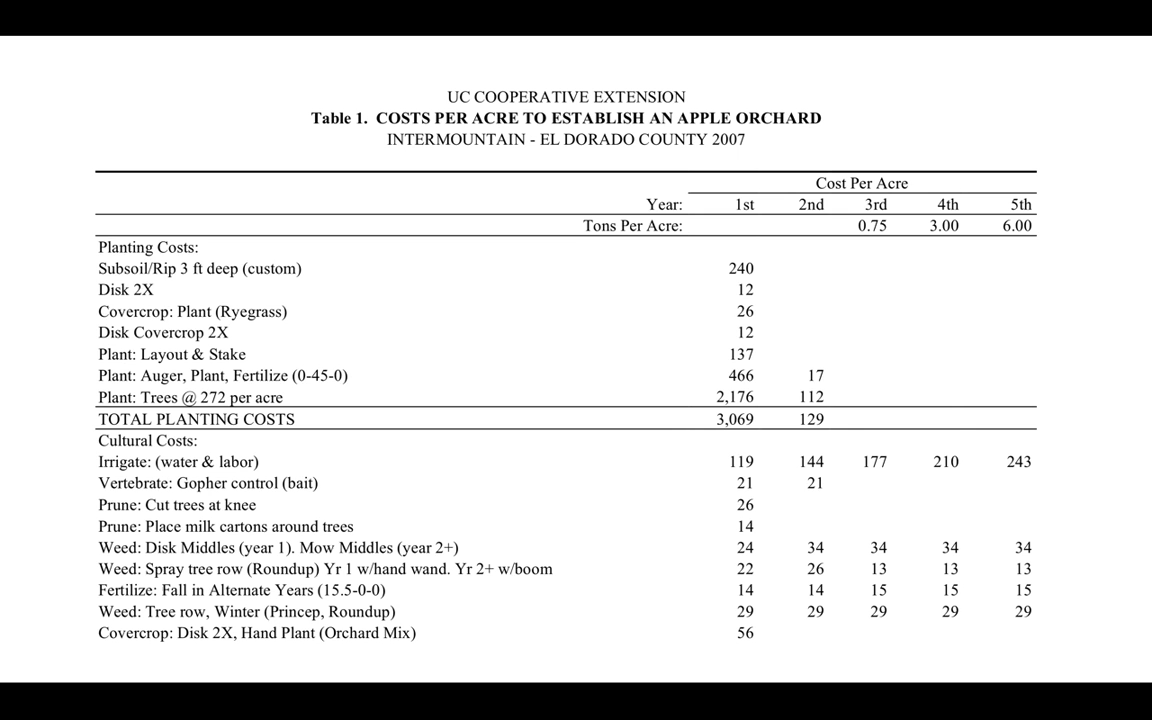 UC COOPERATIVE EXTENSION
Table 1. COSTS PER ACRE TO ESTABLISH AN APPLE ORCHARD
INTERMOUNTAIN - EL DORADO COUNTY 2007
Cost Per Acre
Year: 1st 2nd 3rd 4th 5th
Tons Per Acre: 0.75 3.00 6.00
Planting Costs:
Subsoil/Rip 3 ft deep (custom) 240
Disk 2X 12
Covercrop: Plant (Ryegrass) 26
Disk Covercrop 2X 12
Plant: Layout & Stake 137
Plant: Auger, Plant, Fertilize (0-45-0) 466 17
Plant: Trees @ 272 per acre 2,176 112
TOTAL PLANTING COSTS 3,069 129
Cultural Costs:
Irrigate: (water & labor) 119 144 177 210 243
Vertebrate: Gopher control (bait) 21 21
Prune: Cut trees at knee 26
Prune: Place milk cartons around trees 14
Weed: Disk Middles (year 1). Mow Middles (year 2+) 24 34 34 34 34
Weed: Spray tree row (Roundup) Yr 1 w/hand wand. Yr 2+ w/boom 22 26 13 13 13
Fertilize: Fall in Alternate Years (15.5-0-0) 14 14 15 15 15
Weed: Tree row, Winter (Princep, Roundup) 29 29 29 29 29
Covercrop: Disk 2X, Hand Plant (Orchard Mix) 56